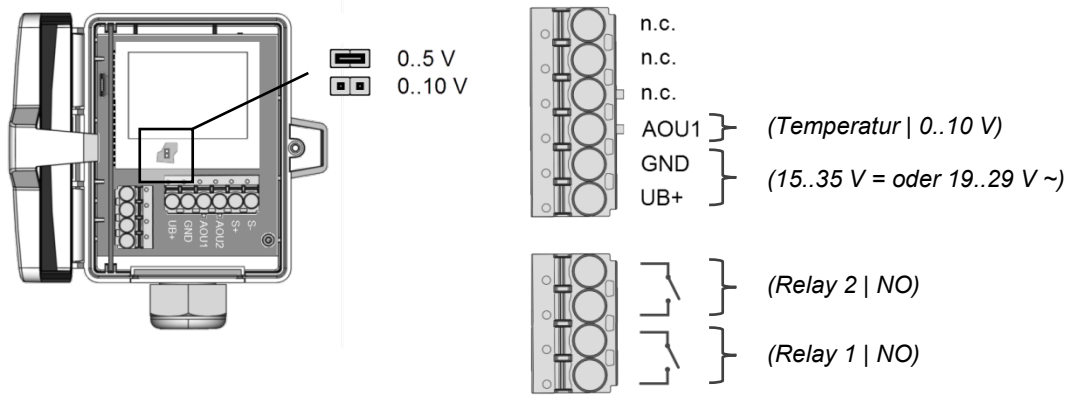 0..5 V
0..10 V
UB+
GND
AOU1
AOU2
S+
S-
n.c.
n.c.
n.c.
AOU1 (Temperatur | 0..10 V)
GND
(15..35 V = oder 19..29 V ~)
UB+
(Relay 2 | NO)
(Relay 1 | NO)